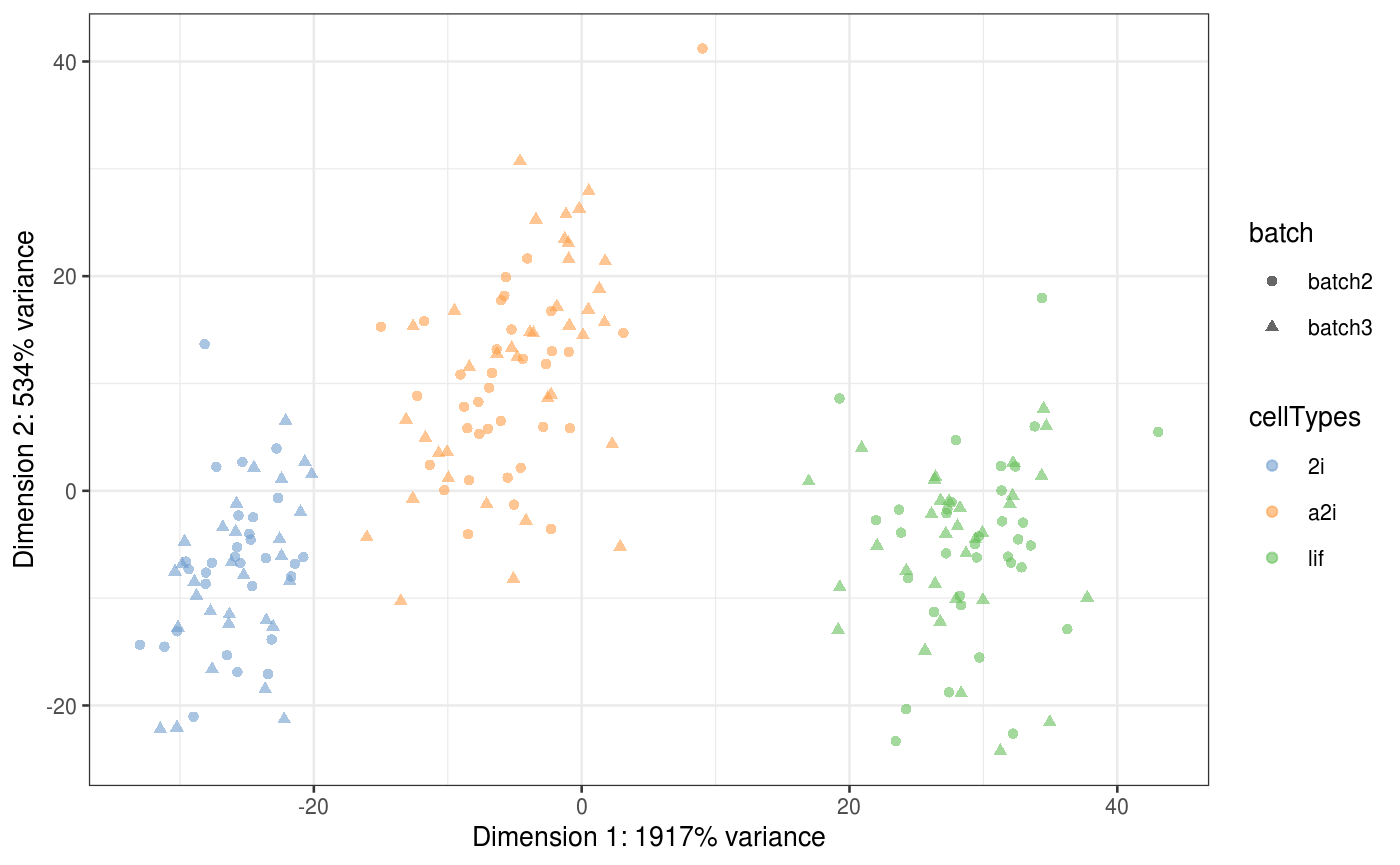 40
20
0
-20
Dimension 2: 534% variance
-20
0
20
40
Dimension 1: 1917% variance
batch
batch2
batch3
cellTypes
2i
a2i
lif